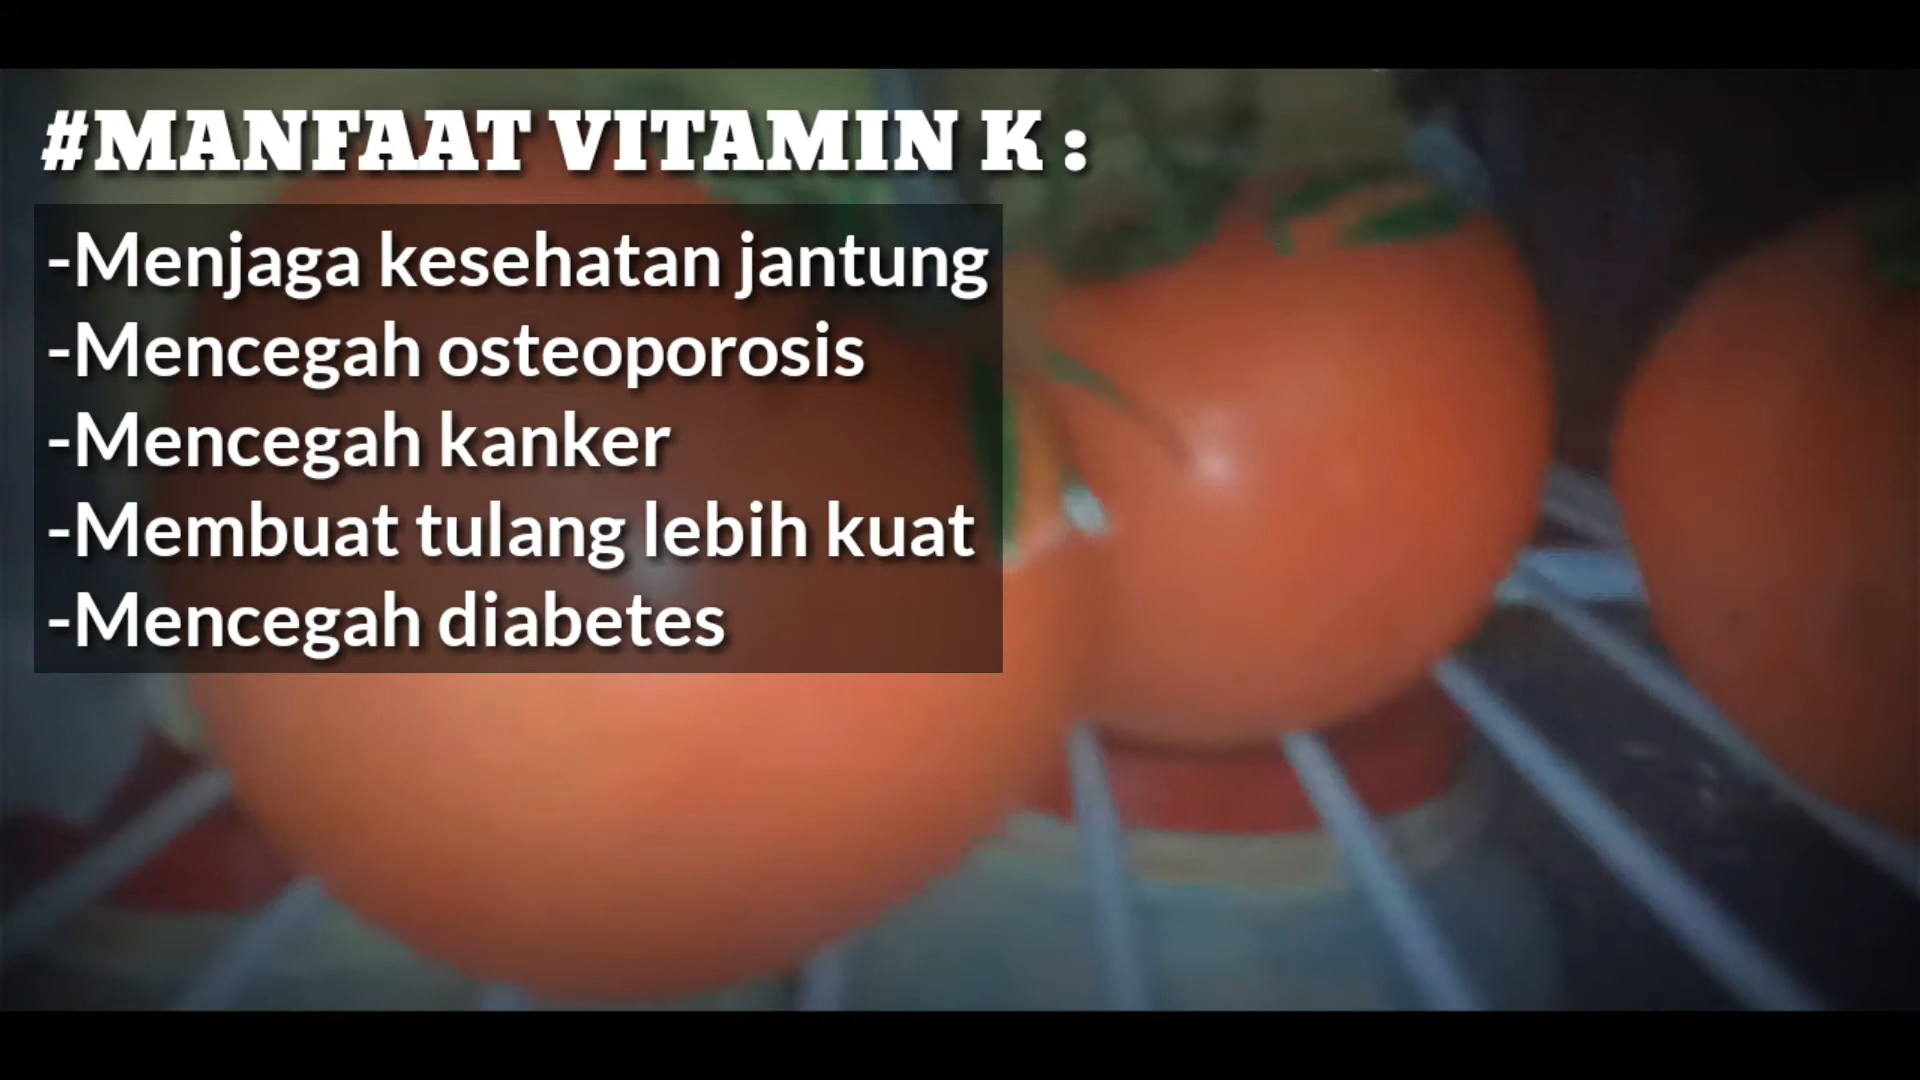 #MANFAAT VITAMIN K :
-Menjaga kesehatan jantung
-Mencegah osteoporosis
-Mencegah kanker
-Membuat tulang lebih kuat
-Mencegah diabetes